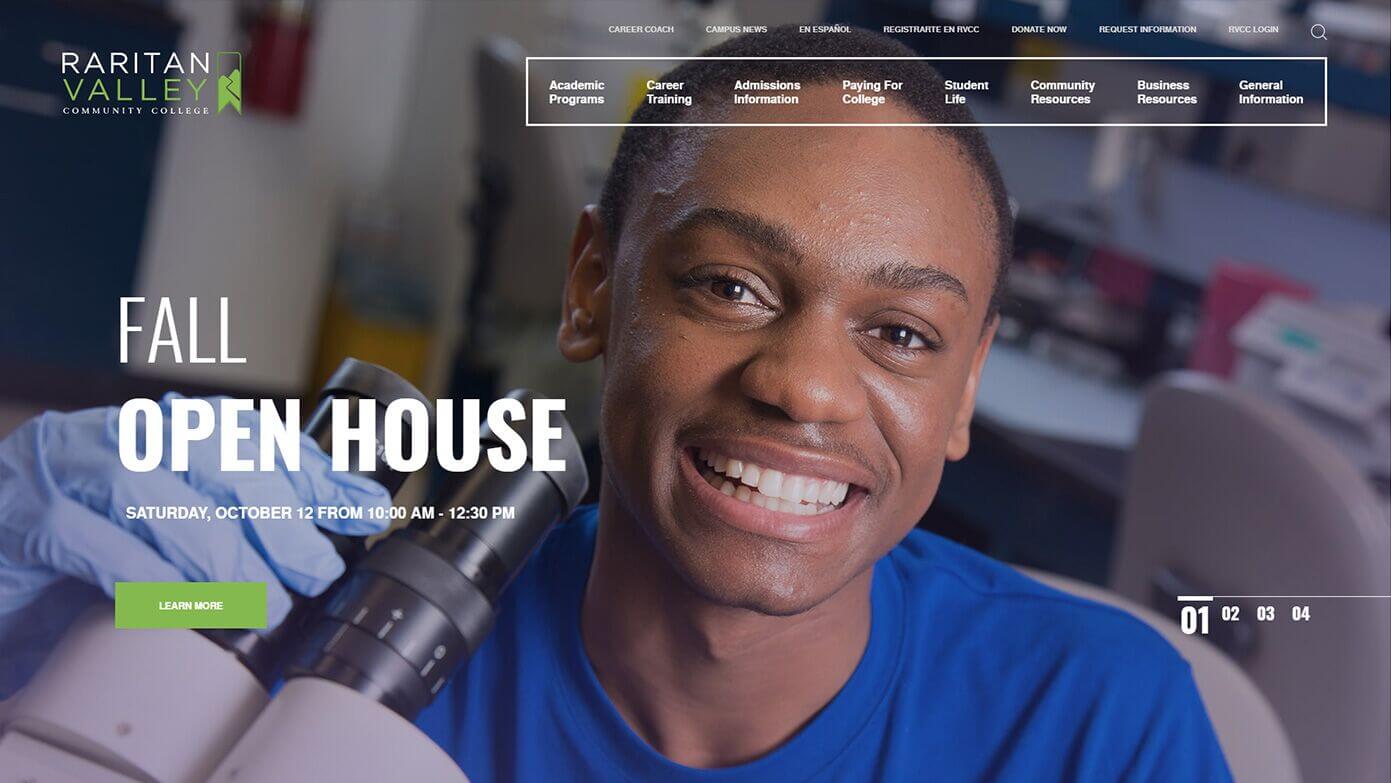 CAREER COACH CAMPUS NEWS EN ESPAÑOL REGISTRARTE EN RVCC DONATE NOW REQUEST INFORMATION RVCC LOGIN
RARITAN
VALLEY
COMMUNITY COLLEGE
Academic Programs
Career Training
Admissions Information
Paying For College
Student Life
Community Resources
Business Resources
General Information
FALL
OPEN HOUSE
SATURDAY, OCTOBER 12 FROM 10:00 AM - 12:30 PM
LEARN MORE
01 02 03 04